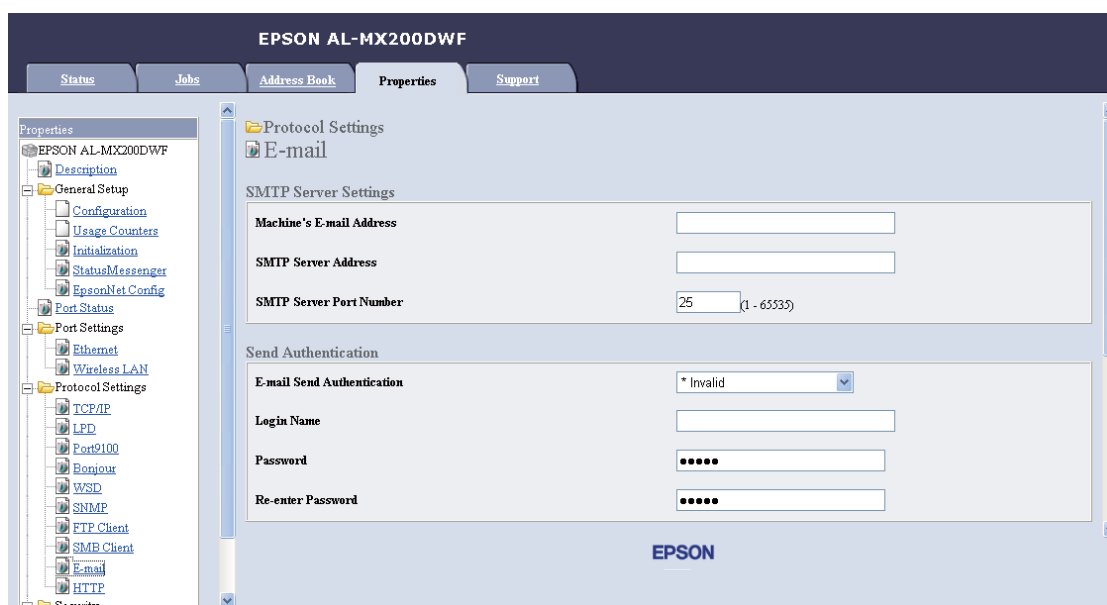 EPSON AL-MX200DWF
Status Jobs Address Book Properties Support
Properties
EPSON AL-MX200DWF
Description
General Setup
Configuration
Usage Counters
Initialization
StatusMessenger
EpsonNet Config
Port Status
Port Settings
Ethernet
Wireless LAN
Protocol Settings
TCP/IP
LPD
Port9100
Bonjour
WSD
SNMP
FTP Client
SMB Client
E-mail
HTTP
Security
Protocol Settings
E-mail
SMTP Server Settings
Machine's E-mail Address
SMTP Server Address
SMTP Server Port Number 25 (1 - 65535)
Send Authentication
E-mail Send Authentication * Invalid
Login Name
Password ●●●●●
Re-enter Password ●●●●●
EPSON